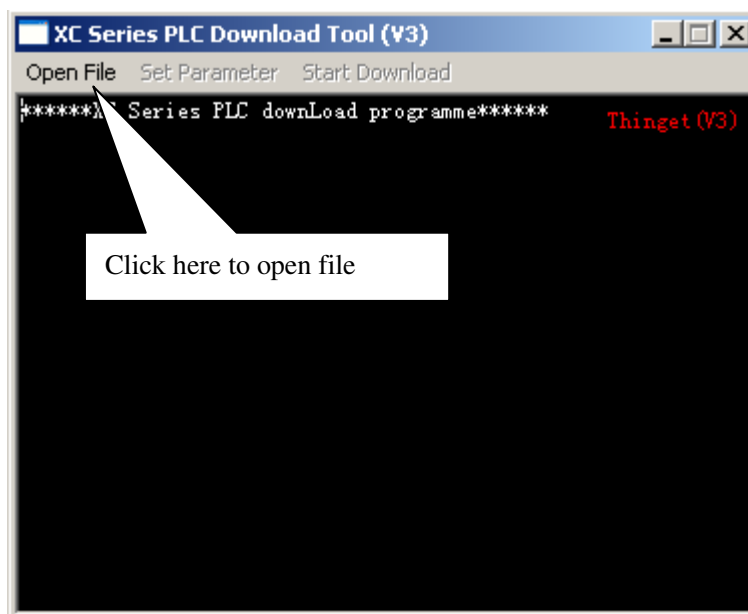 XC Series PLC Download Tool (V3)
Open File Set Parameter Start Download
******XC Series PLC downLoad programme******
Thinget(V3)
Click here to open file